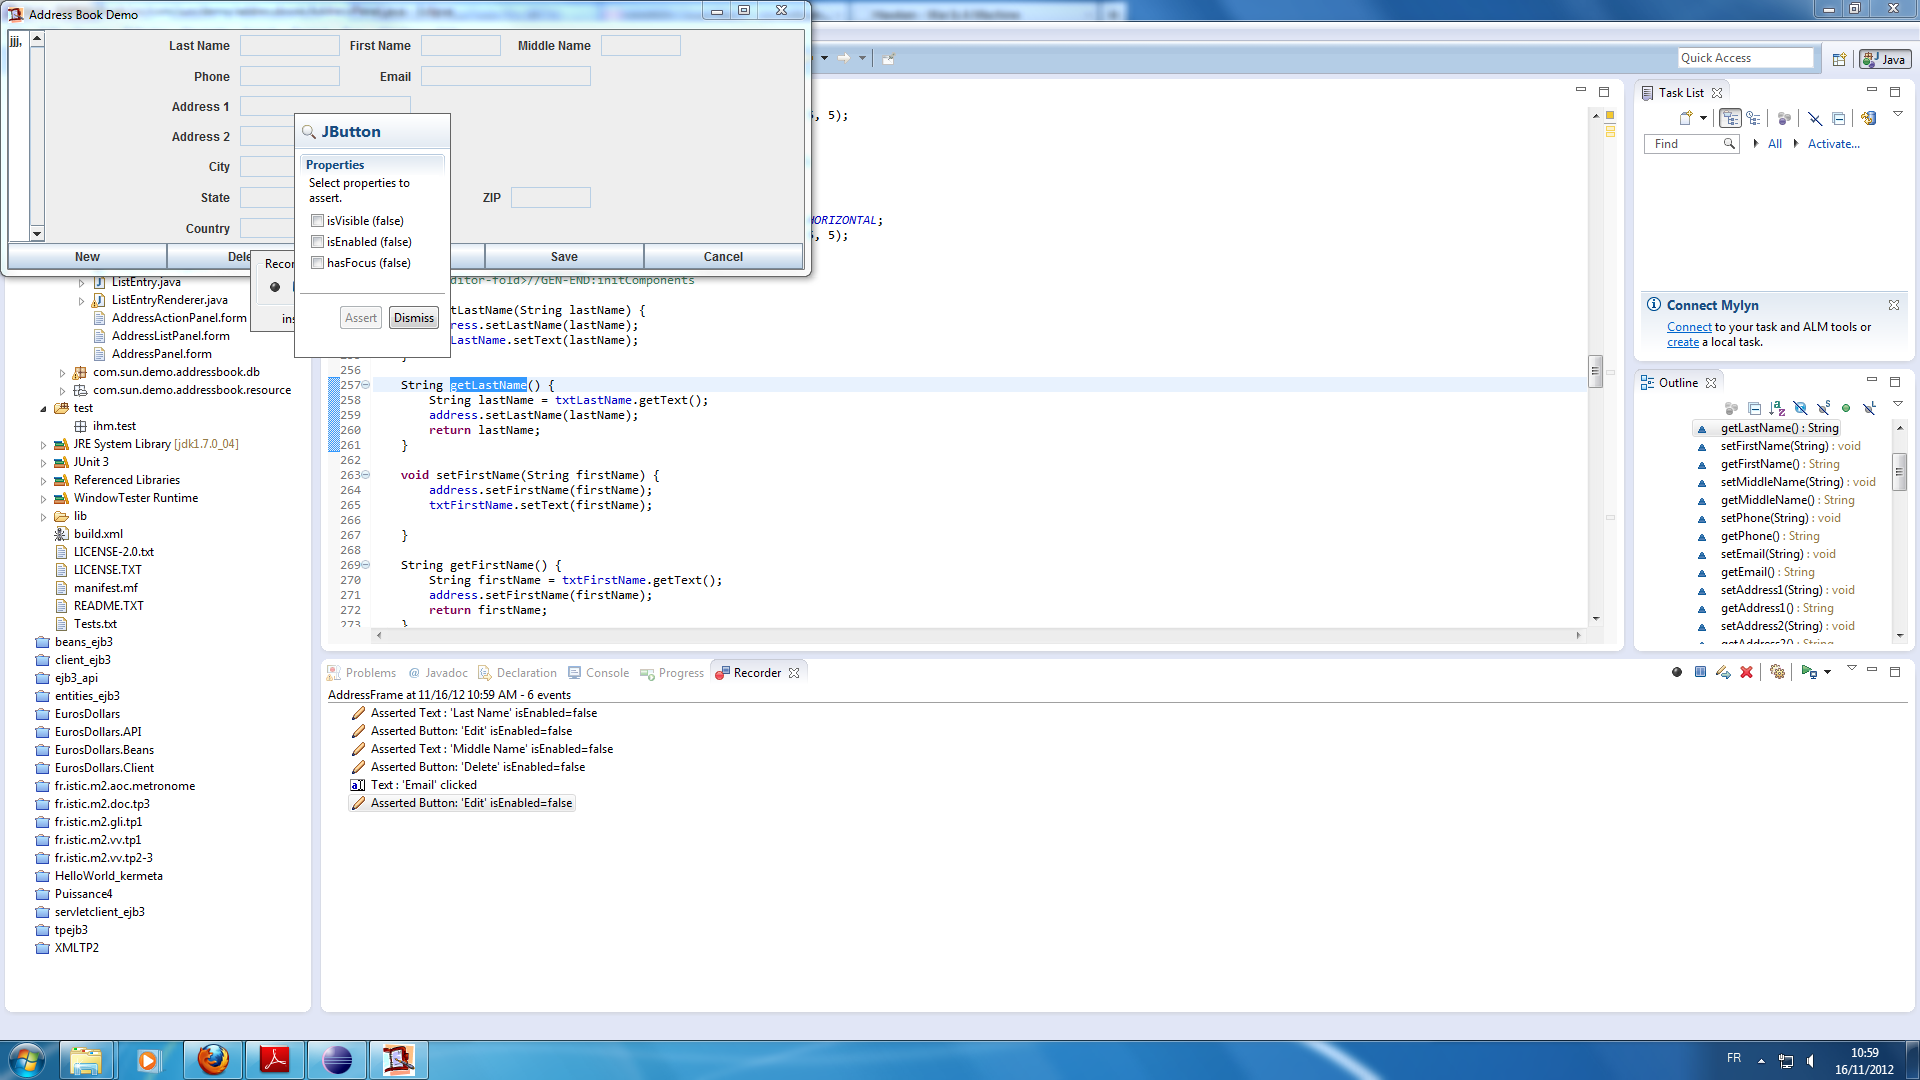 Address Book Demo
jjj,
Last Name
First Name
Middle Name
Phone
Email
Address 1
Address 2
City
State
ZIP
Country
New
Save
Cancel
JButton
Properties
Select properties to
assert.
isVisible (false)
isEnabled (false)
hasFocus (false)
Assert
Dismiss
Quick Access
Java
ListEntry.java
ListEntryRenderer.java
AddressActionPanel.form
AddressListPanel.form
AddressPanel.form
com.sun.demo.addressbook.db
com.sun.demo.addressbook.resource
test
ihm.test
JRE System Library [jdk1.7.0_04]
JUnit 3
Referenced Libraries
WindowTester Runtime
lib
build.xml
LICENSE-2.0.txt
LICENSE.TXT
manifest.mf
README.TXT
Tests.txt
beans_ejb3
client_ejb3
ejb3_api
entities_ejb3
EurosDollars
EurosDollars.API
EurosDollars.Beans
EurosDollars.Client
fr.istic.m2.aoc.metronome
fr.istic.m2.doc.tp3
fr.istic.m2.gli.tp1
fr.istic.m2.vv.tp1
fr.istic.m2.vv.tp2-3
HelloWorld_kermeta
Puissance4
servletclient_ejb3
tpejb3
XMLTP2
, 5);
HORIZONTAL;
, 5);
ditor-fold>//GEN-END:initComponents
tLastName(String lastName) {
ress.setLastName(lastName);
LastName.setText(lastName);
256
257 String getLastName() {
258 String lastName = txtLastName.getText();
259 address.setLastName(lastName);
260 return lastName;
261 }
262
263 void setFirstName(String firstName) {
264 address.setFirstName(firstName);
265 txtFirstName.setText(firstName);
266
267 }
268
269 String getFirstName() {
270 String firstName = txtFirstName.getText();
271 address.setFirstName(firstName);
272 return firstName;
273 }
Task List
Find
All
Activate...
Connect Mylyn
Connect to your task and ALM tools or
create a local task.
Outline
getLastName() : String
setFirstName(String) : void
getFirstName() : String
setMiddleName(String) : void
getMiddleName() : String
setPhone(String) : void
getPhone() : String
setEmail(String) : void
getEmail() : String
setAddress1(String) : void
getAddress1() : String
setAddress2(String) : void
getAddress2() : String
Problems
@ Javadoc
Declaration
Console
Progress
Recorder
AddressFrame at 11/16/12 10:59 AM - 6 events
Asserted Text : 'Last Name' isEnabled=false
Asserted Button: 'Edit' isEnabled=false
Asserted Text : 'Middle Name' isEnabled=false
Asserted Button: 'Delete' isEnabled=false
Text : 'Email' clicked
Asserted Button: 'Edit' isEnabled=false
FR
10:59
16/11/2012